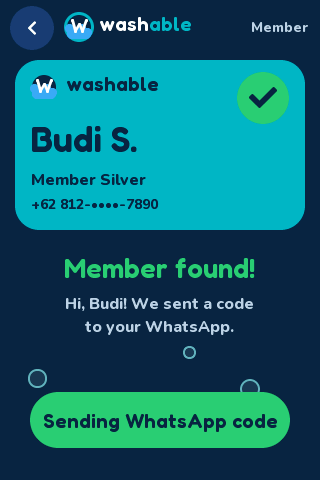 washable
Member
washable
Budi S.
Member Silver
+62 812-••••-7890
Member found!
Hi, Budi! We sent a code
to your WhatsApp.
Sending WhatsApp code